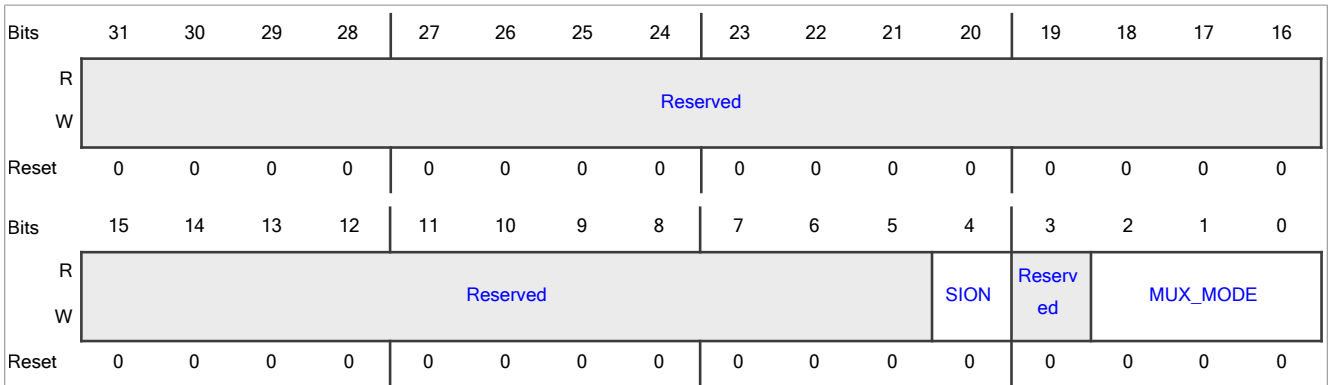 Bits 31 30 29 28 27 26 25 24 23 22 21 20 19 18 17 16
R
Reserved
W
Reset 0 0 0 0 0 0 0 0 0 0 0 0 0 0 0 0
Bits 15 14 13 12 11 10 9 8 7 6 5 4 3 2 1 0
R
Reserved SION Reserv ed MUX_MODE
W
Reset 0 0 0 0 0 0 0 0 0 0 0 0 0 0 0 0